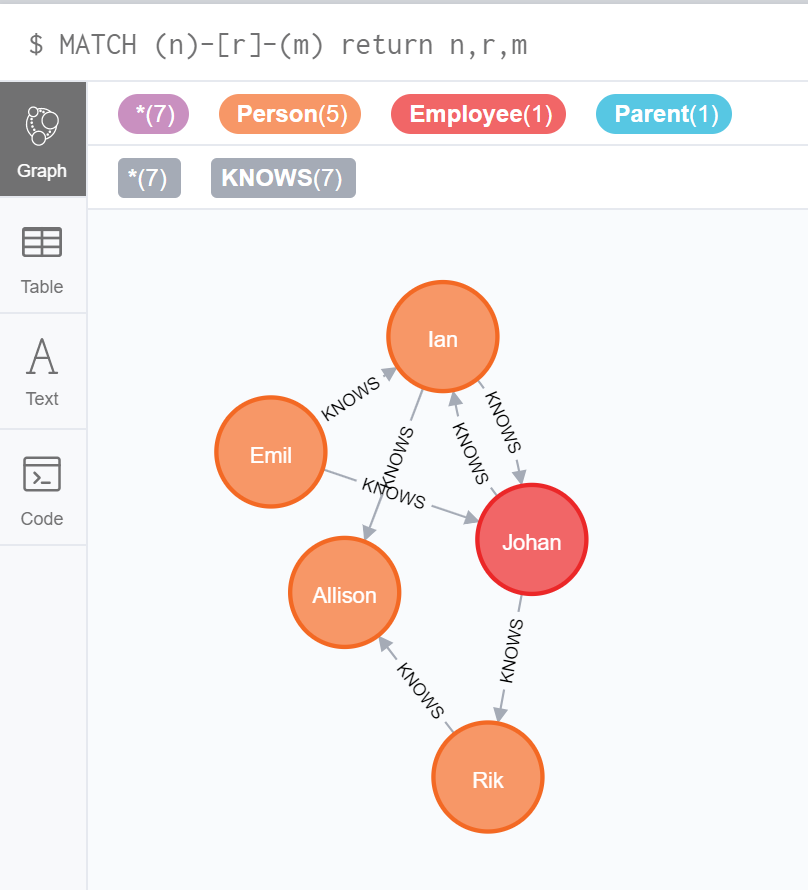 $ MATCH (n)-[r]-(m) return n,r,m
*(7) Person(5) Employee(1) Parent(1)
Graph
*(7) KNOWS(7)
Table
Text
Code
Ian
KNOWS
KNOWS
Emil
KNOWS
KNOWS
KNOWS
Johan
Allison
KNOWS
KNOWS
Rik